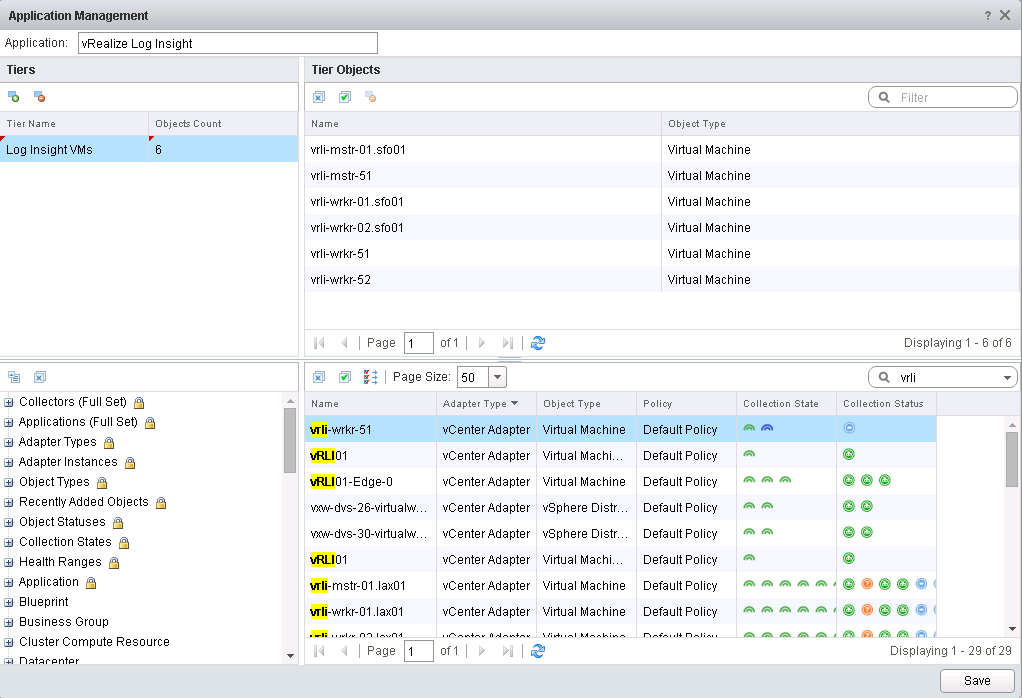 Application Management
?
Application: vRealize Log Insight
Tiers
Tier Objects
Filter
Tier Name Objects Count
Name Object Type
Log Insight VMs 6
vrli-mstr-01.sfo01 Virtual Machine
vrli-mstr-51 Virtual Machine
vrli-wrkr-01.sfo01 Virtual Machine
vrli-wrkr-02.sfo01 Virtual Machine
vrli-wrkr-51 Virtual Machine
vrli-wrkr-52 Virtual Machine
Page 1 of 1 Displaying 1 - 6 of 6
Page Size: 50 vrli
Collectors (Full Set)
Applications (Full Set)
Adapter Types
Adapter Instances
Object Types
Recently Added Objects
Object Statuses
Collection States
Health Ranges
Application
Blueprint
Business Group
Cluster Compute Resource
Datacenter
Name Adapter Type Object Type Policy Collection State Collection Status
vrli-wrkr-51 vCenter Adapter Virtual Machine Default Policy
vRLI01 vCenter Adapter Virtual Machi... Default Policy
vRLI01-Edge-0 vCenter Adapter Virtual Machine Default Policy
vxw-dvs-26-virtualw... vCenter Adapter vSphere Distr... Default Policy
vxw-dvs-30-virtualw... vCenter Adapter vSphere Distr... Default Policy
vRLI01 vCenter Adapter Virtual Machi... Default Policy
vrli-mstr-01.lax01 vCenter Adapter Virtual Machine Default Policy
vrli-wrkr-01.lax01 vCenter Adapter Virtual Machine Default Policy
vrli-wrkr-02.lax01 vCenter Adapter Virtual Machine Default Policy
Page 1 of 1 Displaying 1 - 29 of 29
Save